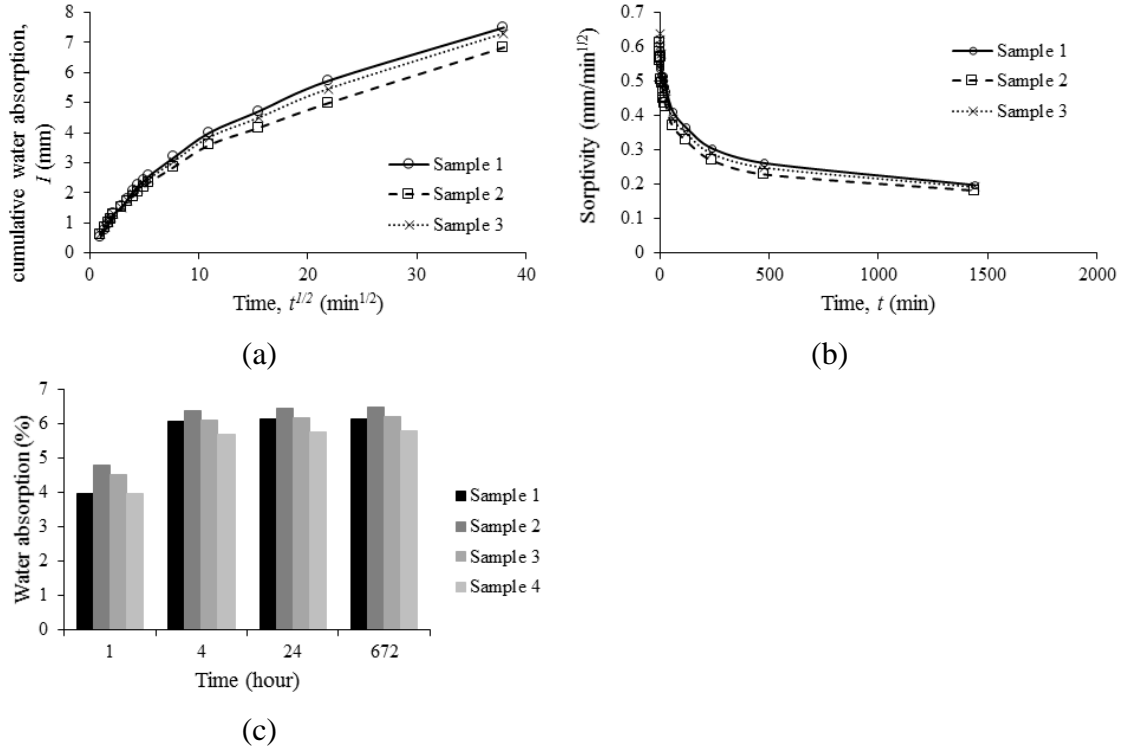 cumulative water absorption,
I (mm)
8
7
6
5
4
3
2
1
0
0 10 20 30 40
Time, t^1/2 (min^1/2)
Sample 1
Sample 2
Sample 3
(a)
Sorptivity (mm/min^1/2)
0.7
0.6
0.5
0.4
0.3
0.2
0.1
0
0 500 1000 1500 2000
Time, t (min)
Sample 1
Sample 2
Sample 3
(b)
Water absorption (%)
7
6
5
4
3
2
1
0
1 4 24 672
Time (hour)
Sample 1
Sample 2
Sample 3
Sample 4
(c)